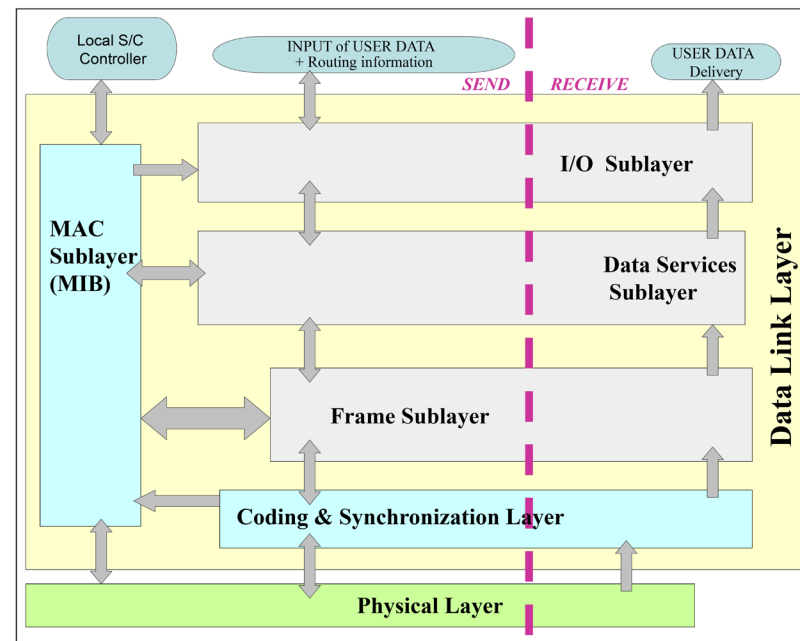 Local S/C
Controller
INPUT of USER DATA
+ Routing information
USER DATA
Delivery
SEND
RECEIVE
I/O Sublayer
MAC
Sublayer
(MIB)
Data Services
Sublayer
Data Link Layer
Frame Sublayer
Coding & Synchronization Layer
Physical Layer